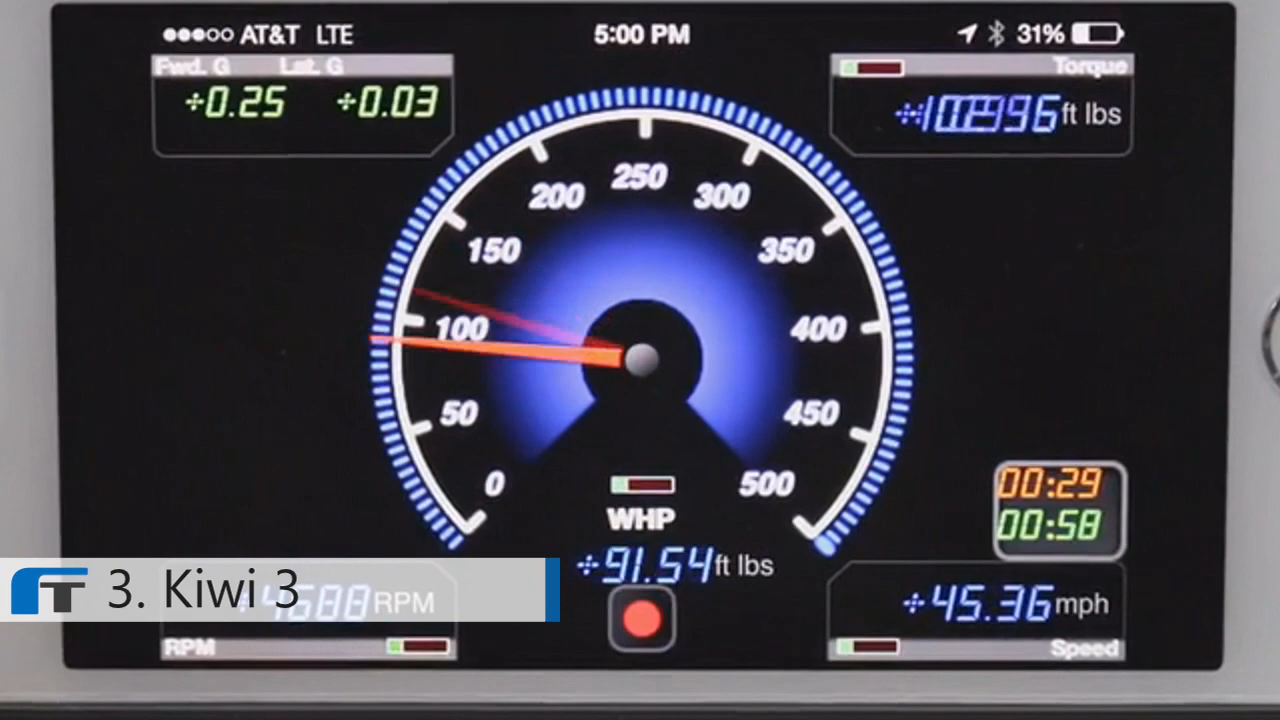 AT&T LTE 5:00 PM 31%
Fwd. G Lat. G
+0.25 +0.03
Torque
ft lbs
250
200 300
150 350
100 400
50 450
0 500
WHP
+91.54 ft lbs
00:29
00:58
3. Kiwi 3
RPM
RPM
+45.36 mph
Speed